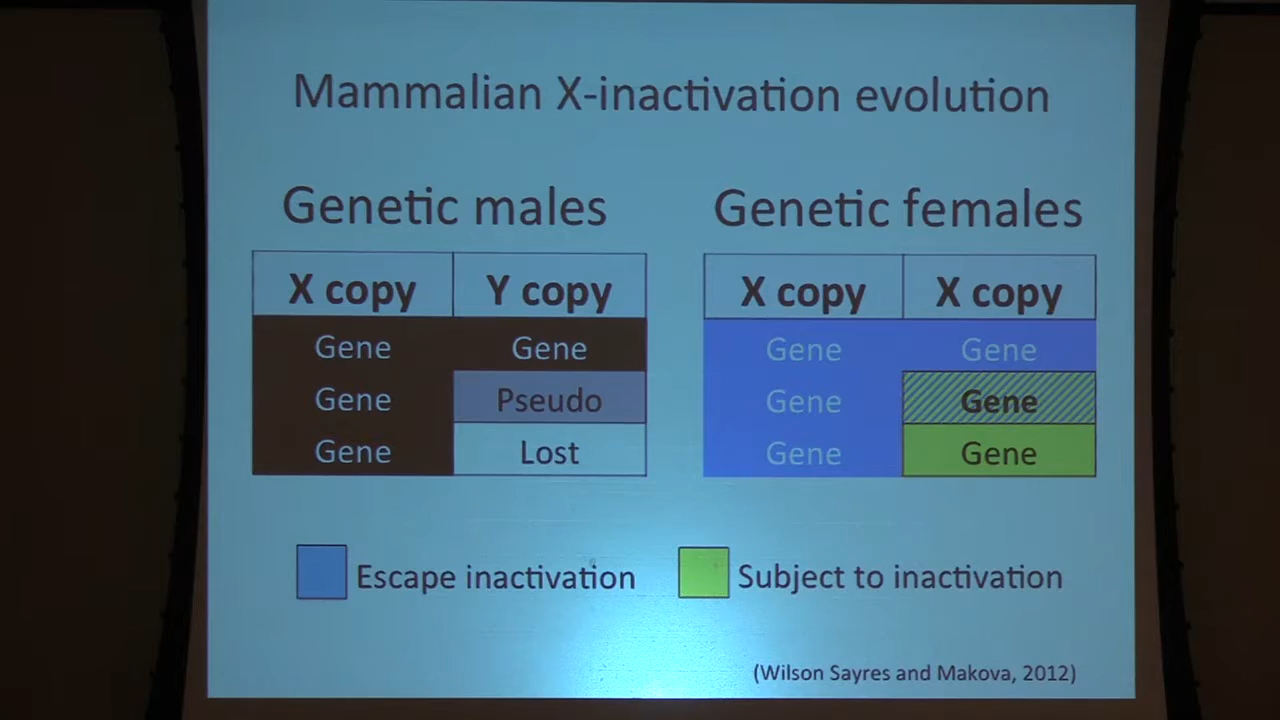 Mammalian X-inactivation evolution
Genetic males
X copy Y copy
Gene Gene
Gene Pseudo
Gene Lost
Genetic females
X copy X copy
Gene Gene
Gene Gene
Gene Gene
Escape inactivation
Subject to inactivation
(Wilson Sayres and Makova, 2012)